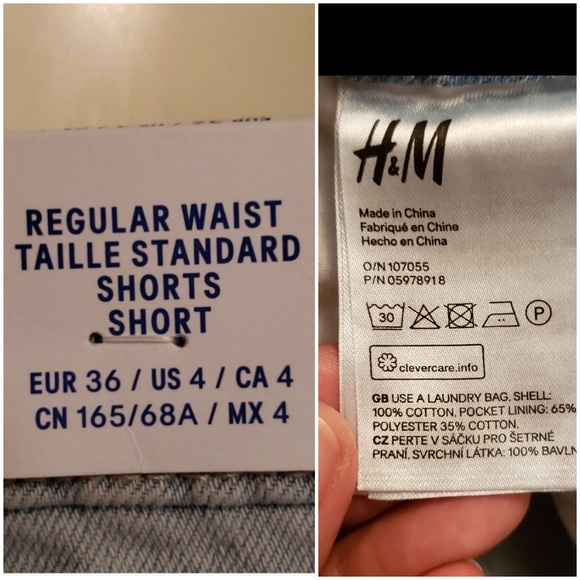 REGULAR WAIST
TAILLE STANDARD
SHORTS
SHORT
EUR 36 / US 4 / CA 4
CN 165/68A / MX 4
H&M
Made in China
Fabriqué en Chine
Hecho en China
O/N 107055
P/N 05978918
30
P
clevercare.info
GB USE A LAUNDRY BAG. SHELL:
100% COTTON. POCKET LINING: 65%
POLYESTER 35% COTTON.
CZ PERTE V SÁČKU PRO ŠETRNÉ
PRANÍ. SVRCHNÍ LÁTKA: 100% BAVLN